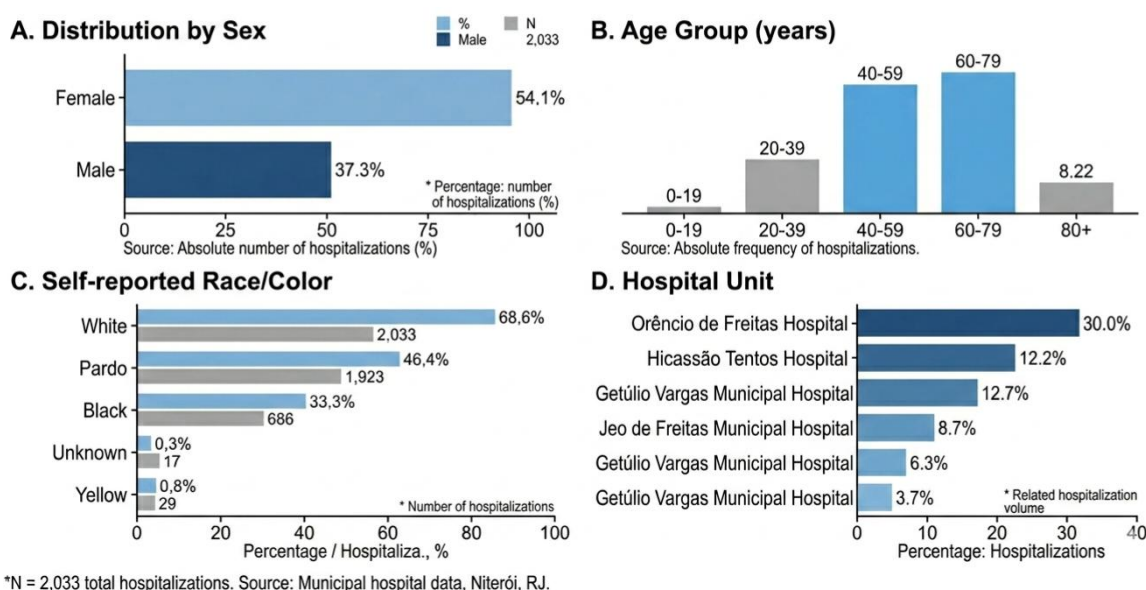 A. Distribution by Sex
% N
Male 2,033
Female
54,1%
Male
37.3%
* Percentage: number
of hospitalizations (%)
0 25 50 75 100
Source: Absolute number of hospitalizations (%)
B. Age Group (years)
0-19
20-39
40-59
60-79
8.22
0-19 20-39 40-59 60-79 80+
Source: Absolute frequency of hospitalizations.
C. Self-reported Race/Color
White
68,6%
2,033
Pardo
46,4%
1,923
Black
33,3%
686
Unknown
0,3%
17
Yellow
0,8%
29
* Number of hospitalizations
0 20 40 60 80 100
Percentage / Hospitaliza., %
D. Hospital Unit
Orêncio de Freitas Hospital 30.0%
Hicassão Tentos Hospital 12.2%
Getúlio Vargas Municipal Hospital 12.7%
Jeo de Freitas Municipal Hospital 8.7%
Getúlio Vargas Municipal Hospital 6.3%
Getúlio Vargas Municipal Hospital 3.7%
* Related hospitalization
volume
0 10 20 30 40
Percentage: Hospitalizations
*N = 2,033 total hospitalizations. Source: Municipal hospital data, Niterói, RJ.